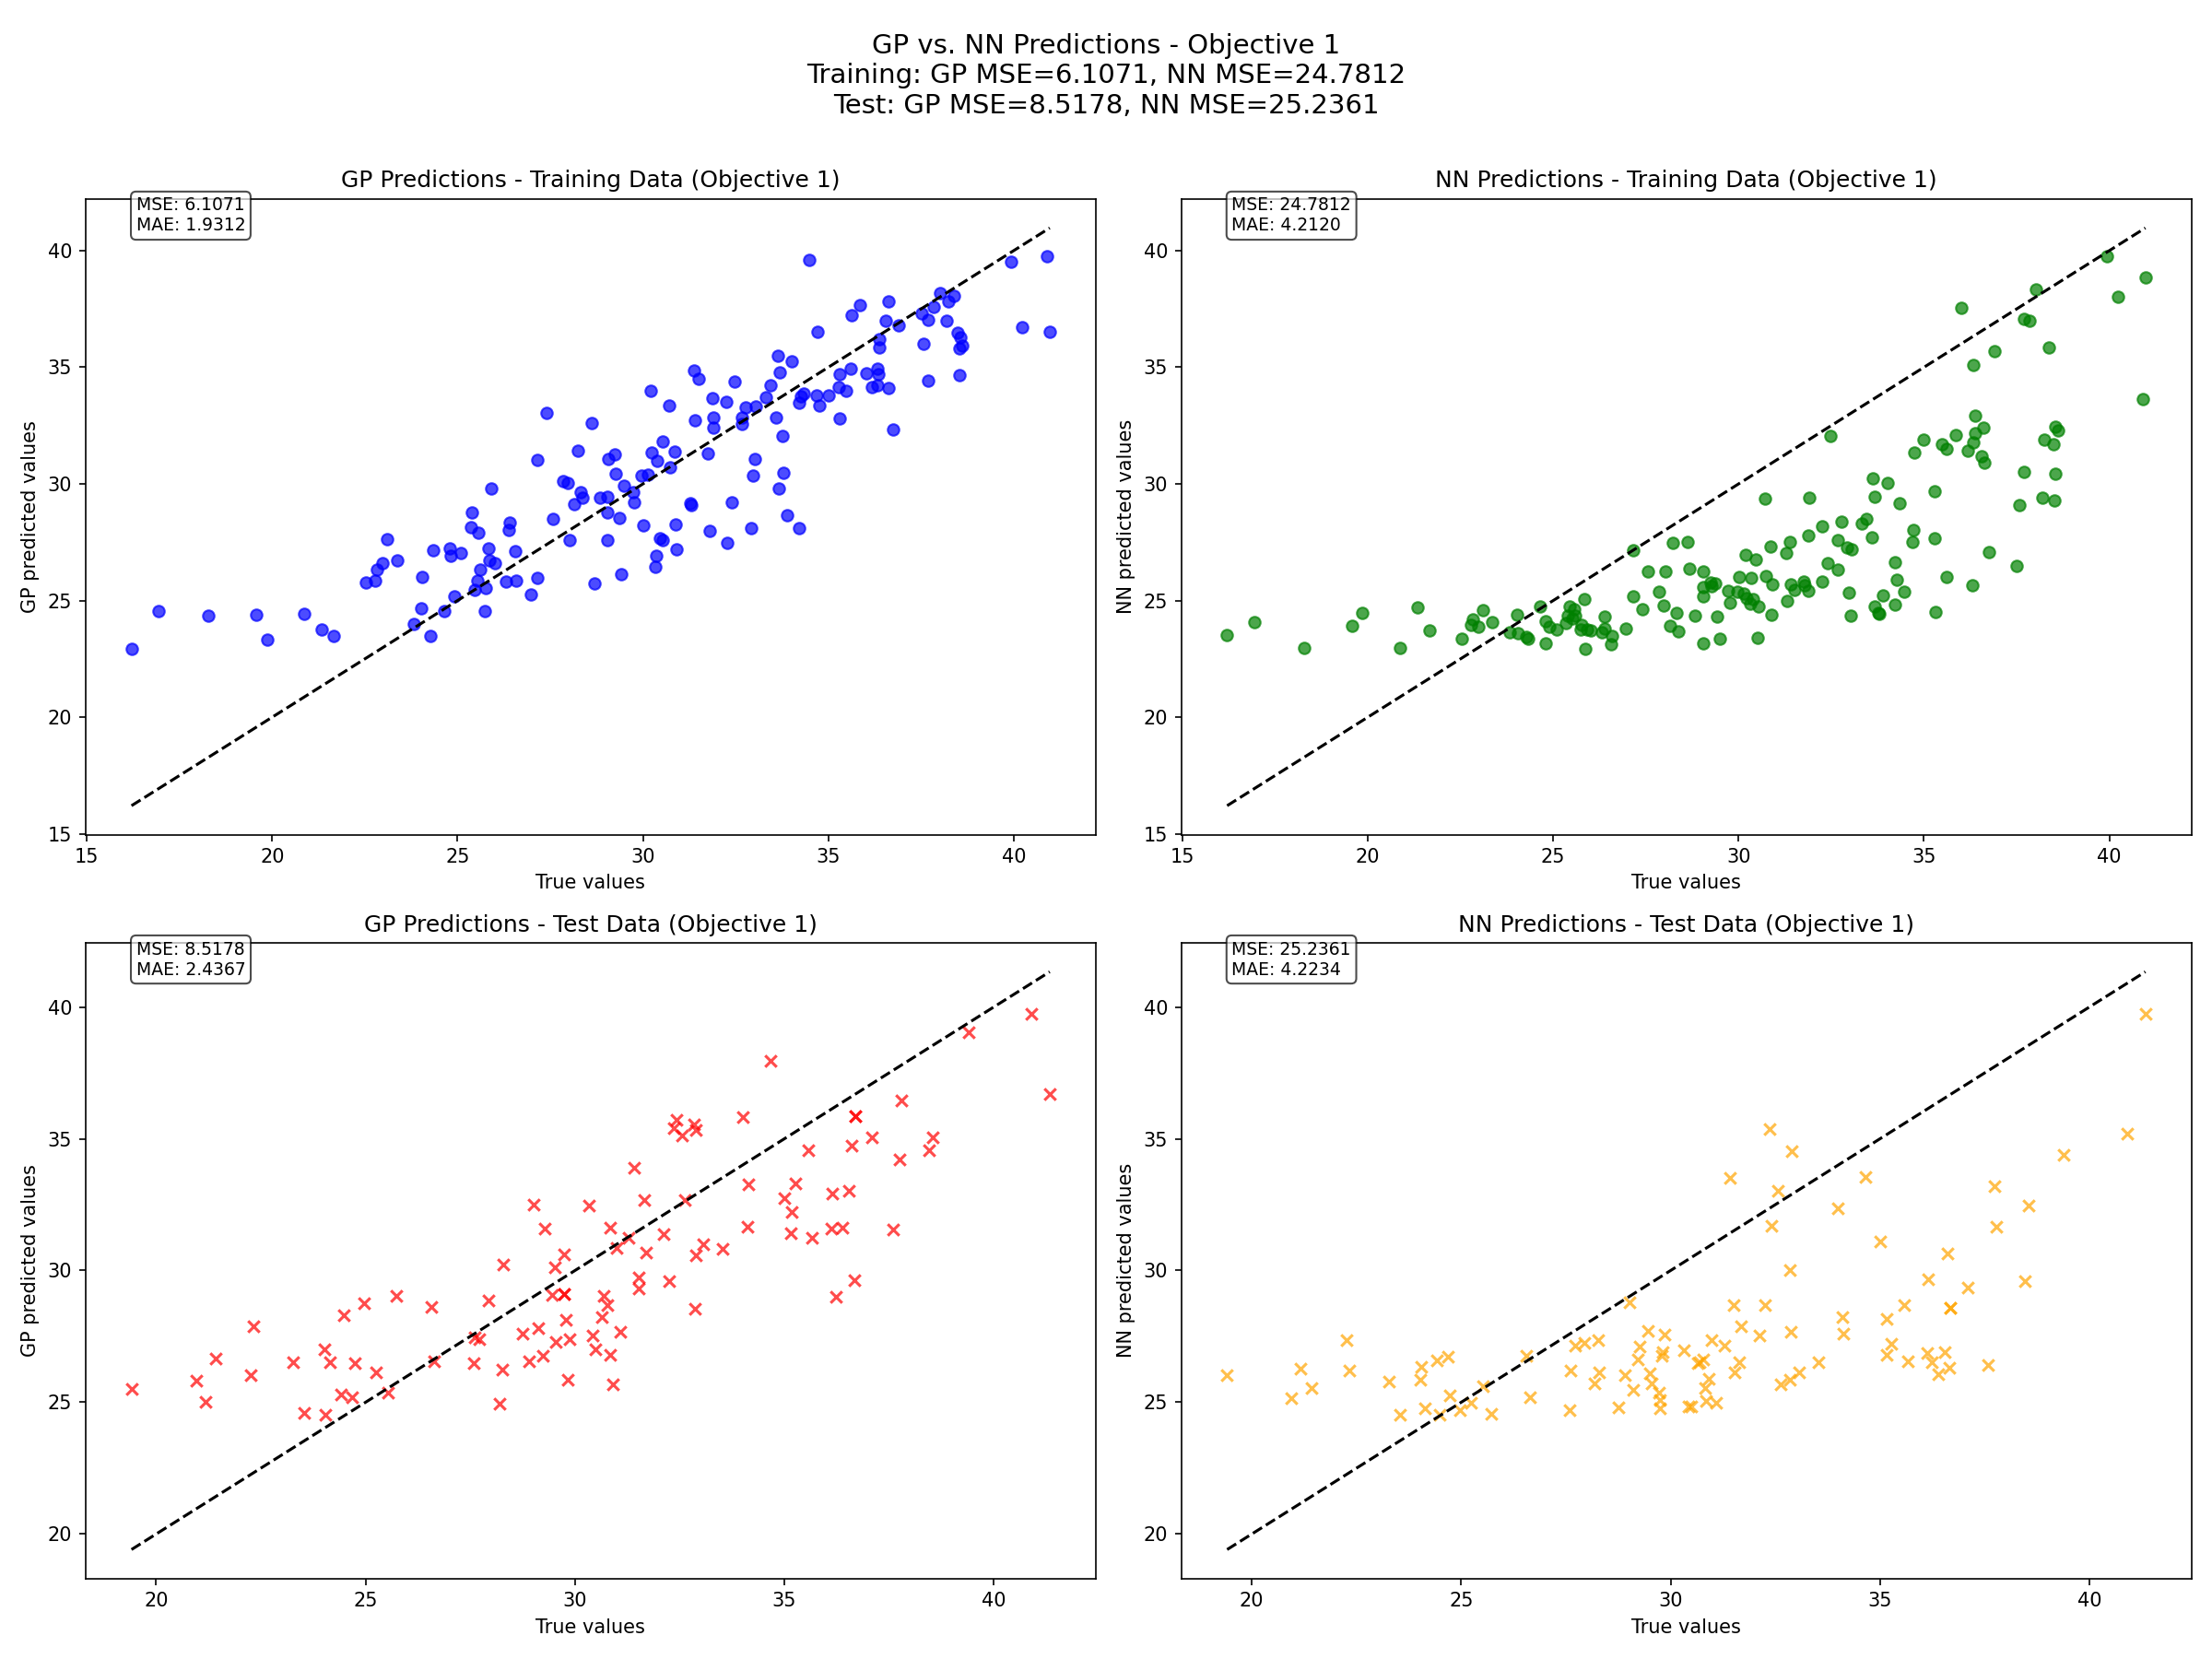 GP vs. NN Predictions - Objective 1
Training: GP MSE=6.1071, NN MSE=24.7812
Test: GP MSE=8.5178, NN MSE=25.2361
GP Predictions - Training Data (Objective 1)
MSE: 6.1071
MAE: 1.9312
GP predicted values
40
35
30
25
20
15
15 20 25 30 35 40
True values
NN Predictions - Training Data (Objective 1)
MSE: 24.7812
MAE: 4.2120
NN predicted values
40
35
30
25
20
15
15 20 25 30 35 40
True values
GP Predictions - Test Data (Objective 1)
MSE: 8.5178
MAE: 2.4367
GP predicted values
40
35
30
25
20
20 25 30 35 40
True values
NN Predictions - Test Data (Objective 1)
MSE: 25.2361
MAE: 4.2234
NN predicted values
40
35
30
25
20
20 25 30 35 40
True values